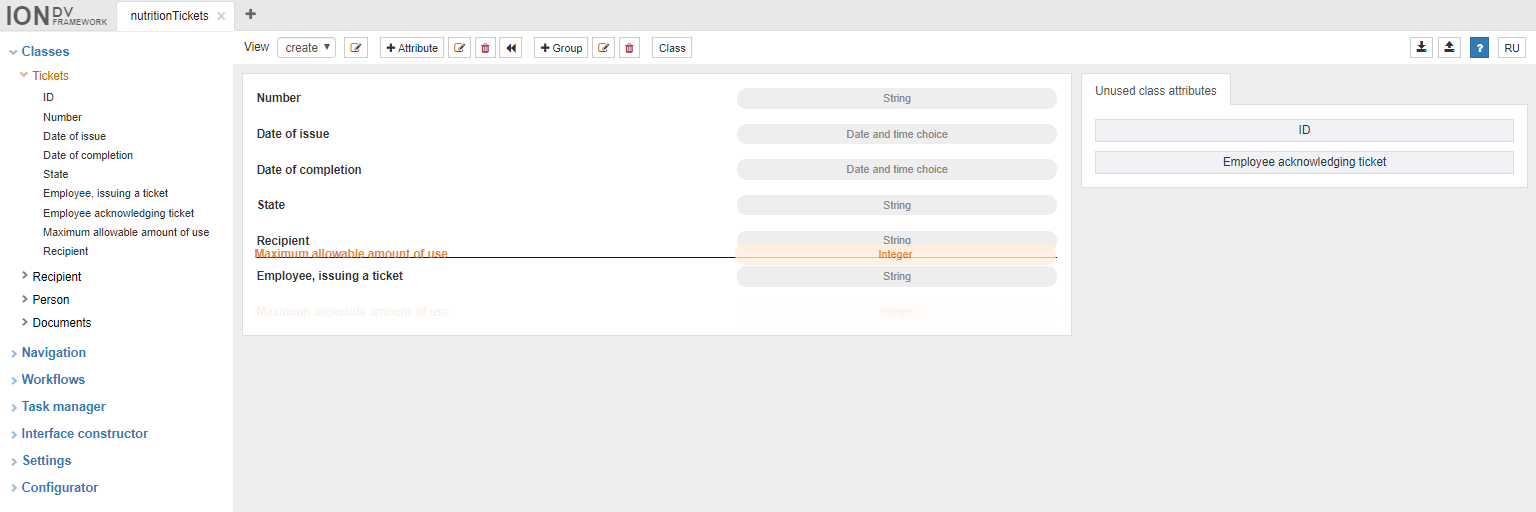 ION DV FRAMEWORK
nutritionTickets × +
View create + Attribute + Group Class ? RU
Classes
Tickets
ID
Number
Date of issue
Date of completion
State
Employee, issuing a ticket
Employee acknowledging ticket
Maximum allowable amount of use
Recipient
Recipient
Person
Documents
Navigation
Workflows
Task manager
Interface constructor
Settings
Configurator
Number String
Date of issue Date and time choice
Date of completion Date and time choice
State String
Recipient String
Maximum allowable amount of use Integer
Employee, issuing a ticket String
Maximum allowable amount of use Integer
Unused class attributes
ID
Employee acknowledging ticket